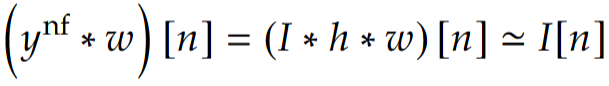 (y^nf * w) [n] = (I * h * w) [n] ≃ I[n]